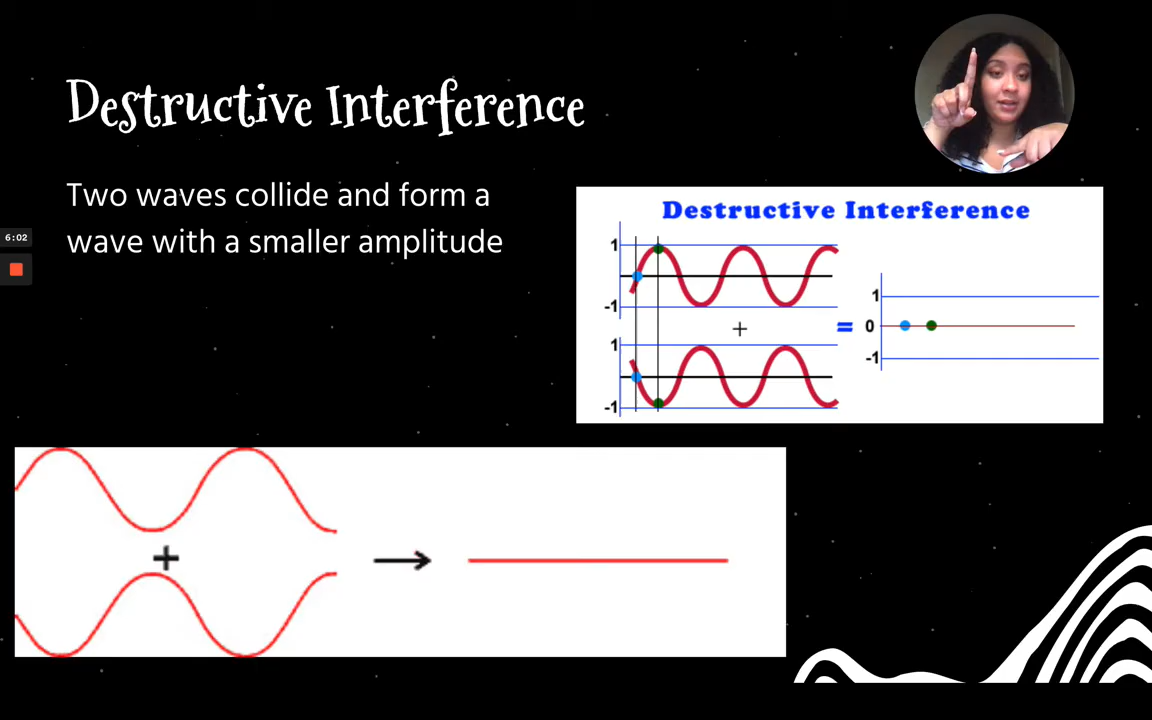 Destructive Interference
Two waves collide and form a
wave with a smaller amplitude
6:02
Destructive Interference
1
-1
+
1
-1
=
1
0
-1
+